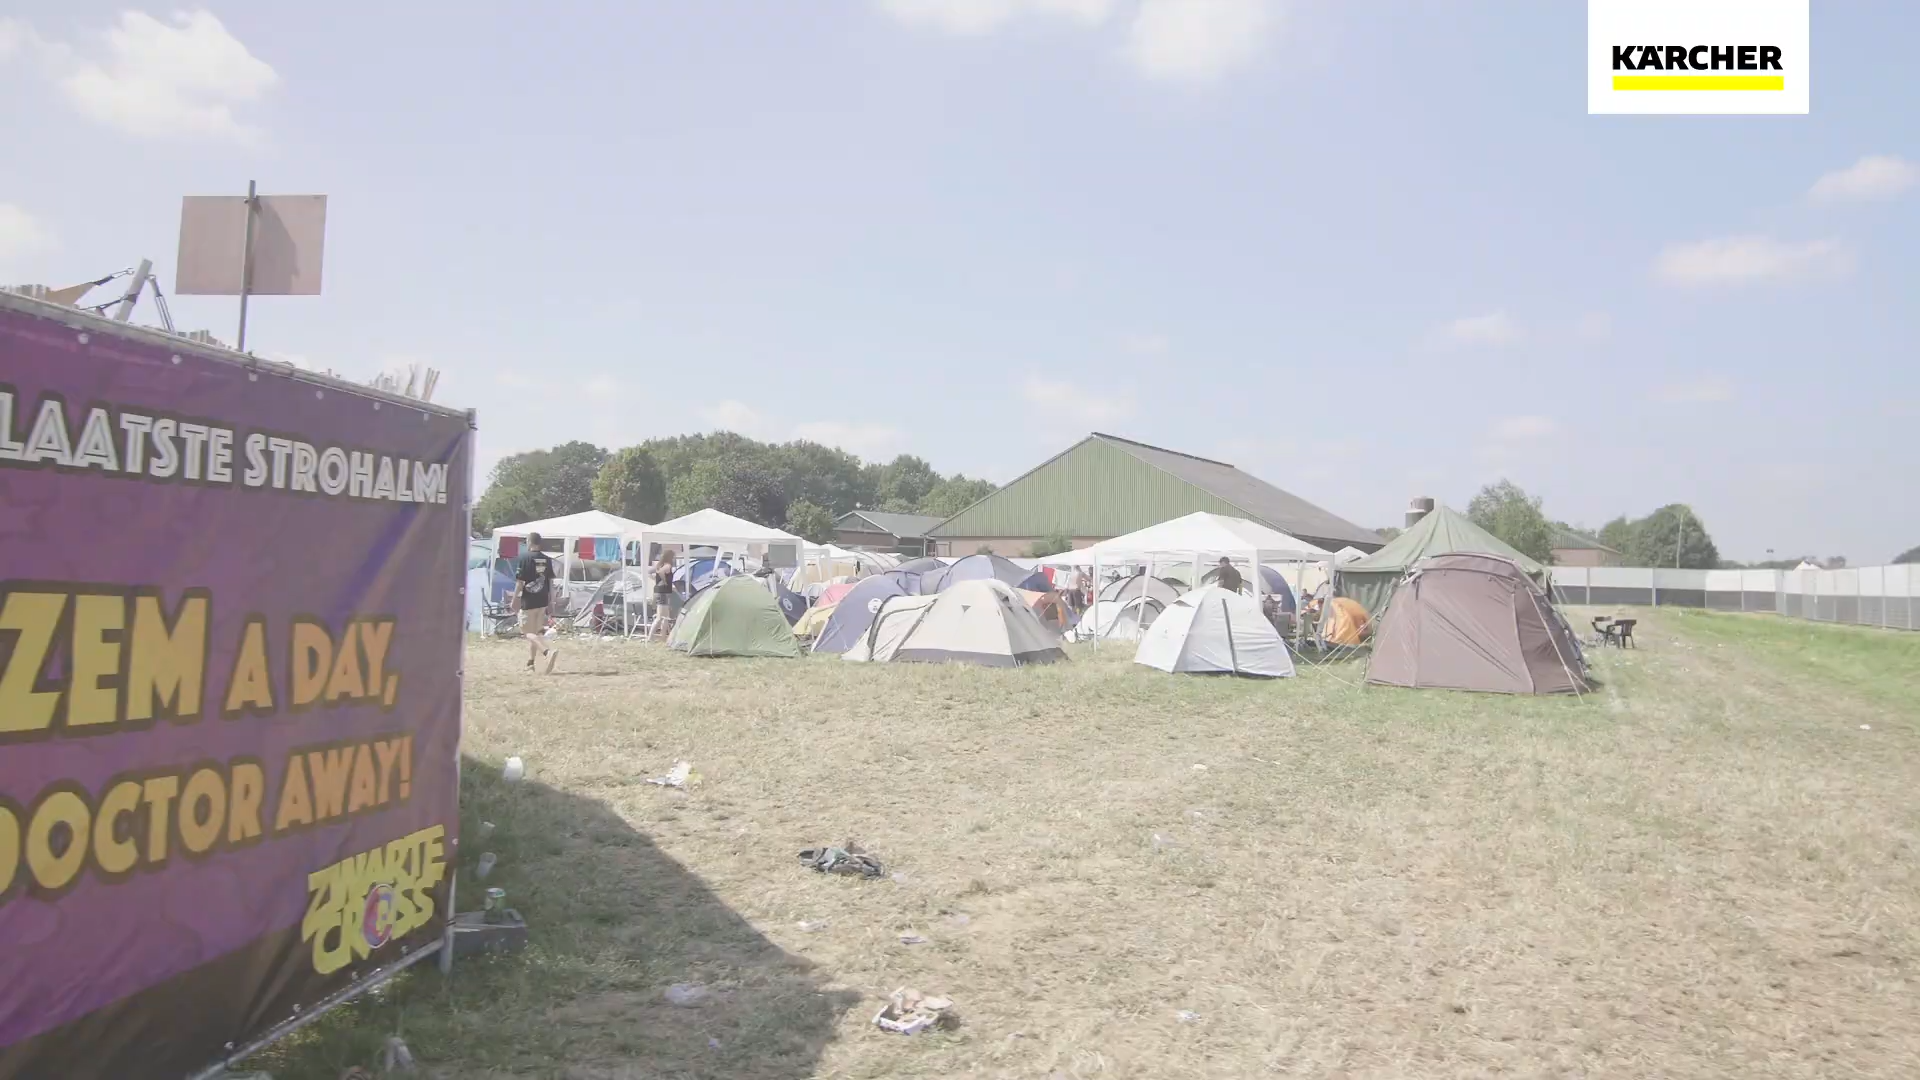 KÄRCHER
LAATSTE STROHALM!
ZEM A DAY,
DOCTOR AWAY!
ZWARTE
CROSS